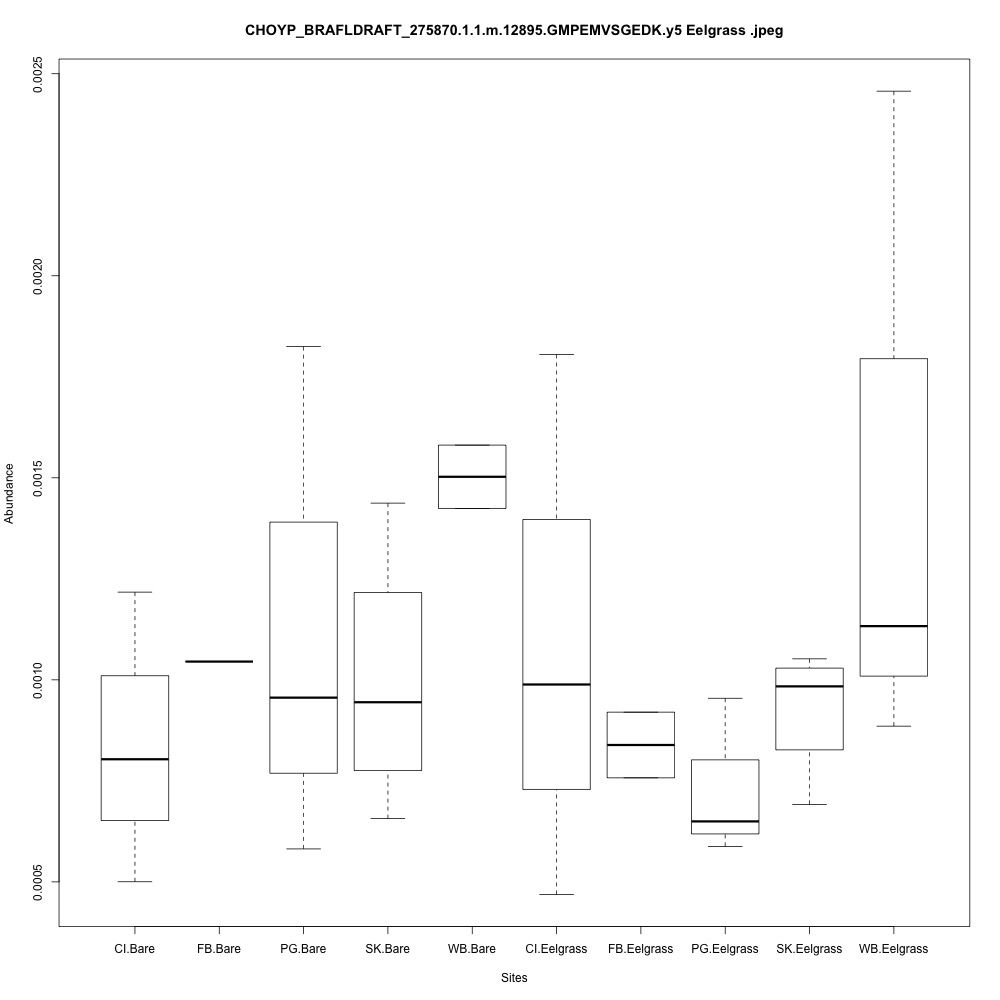 CHOYP_BRAFLDRAFT_275870.1.1.m.12895.GMPEMVSGEDK.y5 Eelgrass .jpeg
Abundance
0.0025
0.0020
0.0015
0.0010
0.0005
CI.Bare FB.Bare PG.Bare SK.Bare WB.Bare CI.Eelgrass FB.Eelgrass PG.Eelgrass SK.Eelgrass WB.Eelgrass
Sites